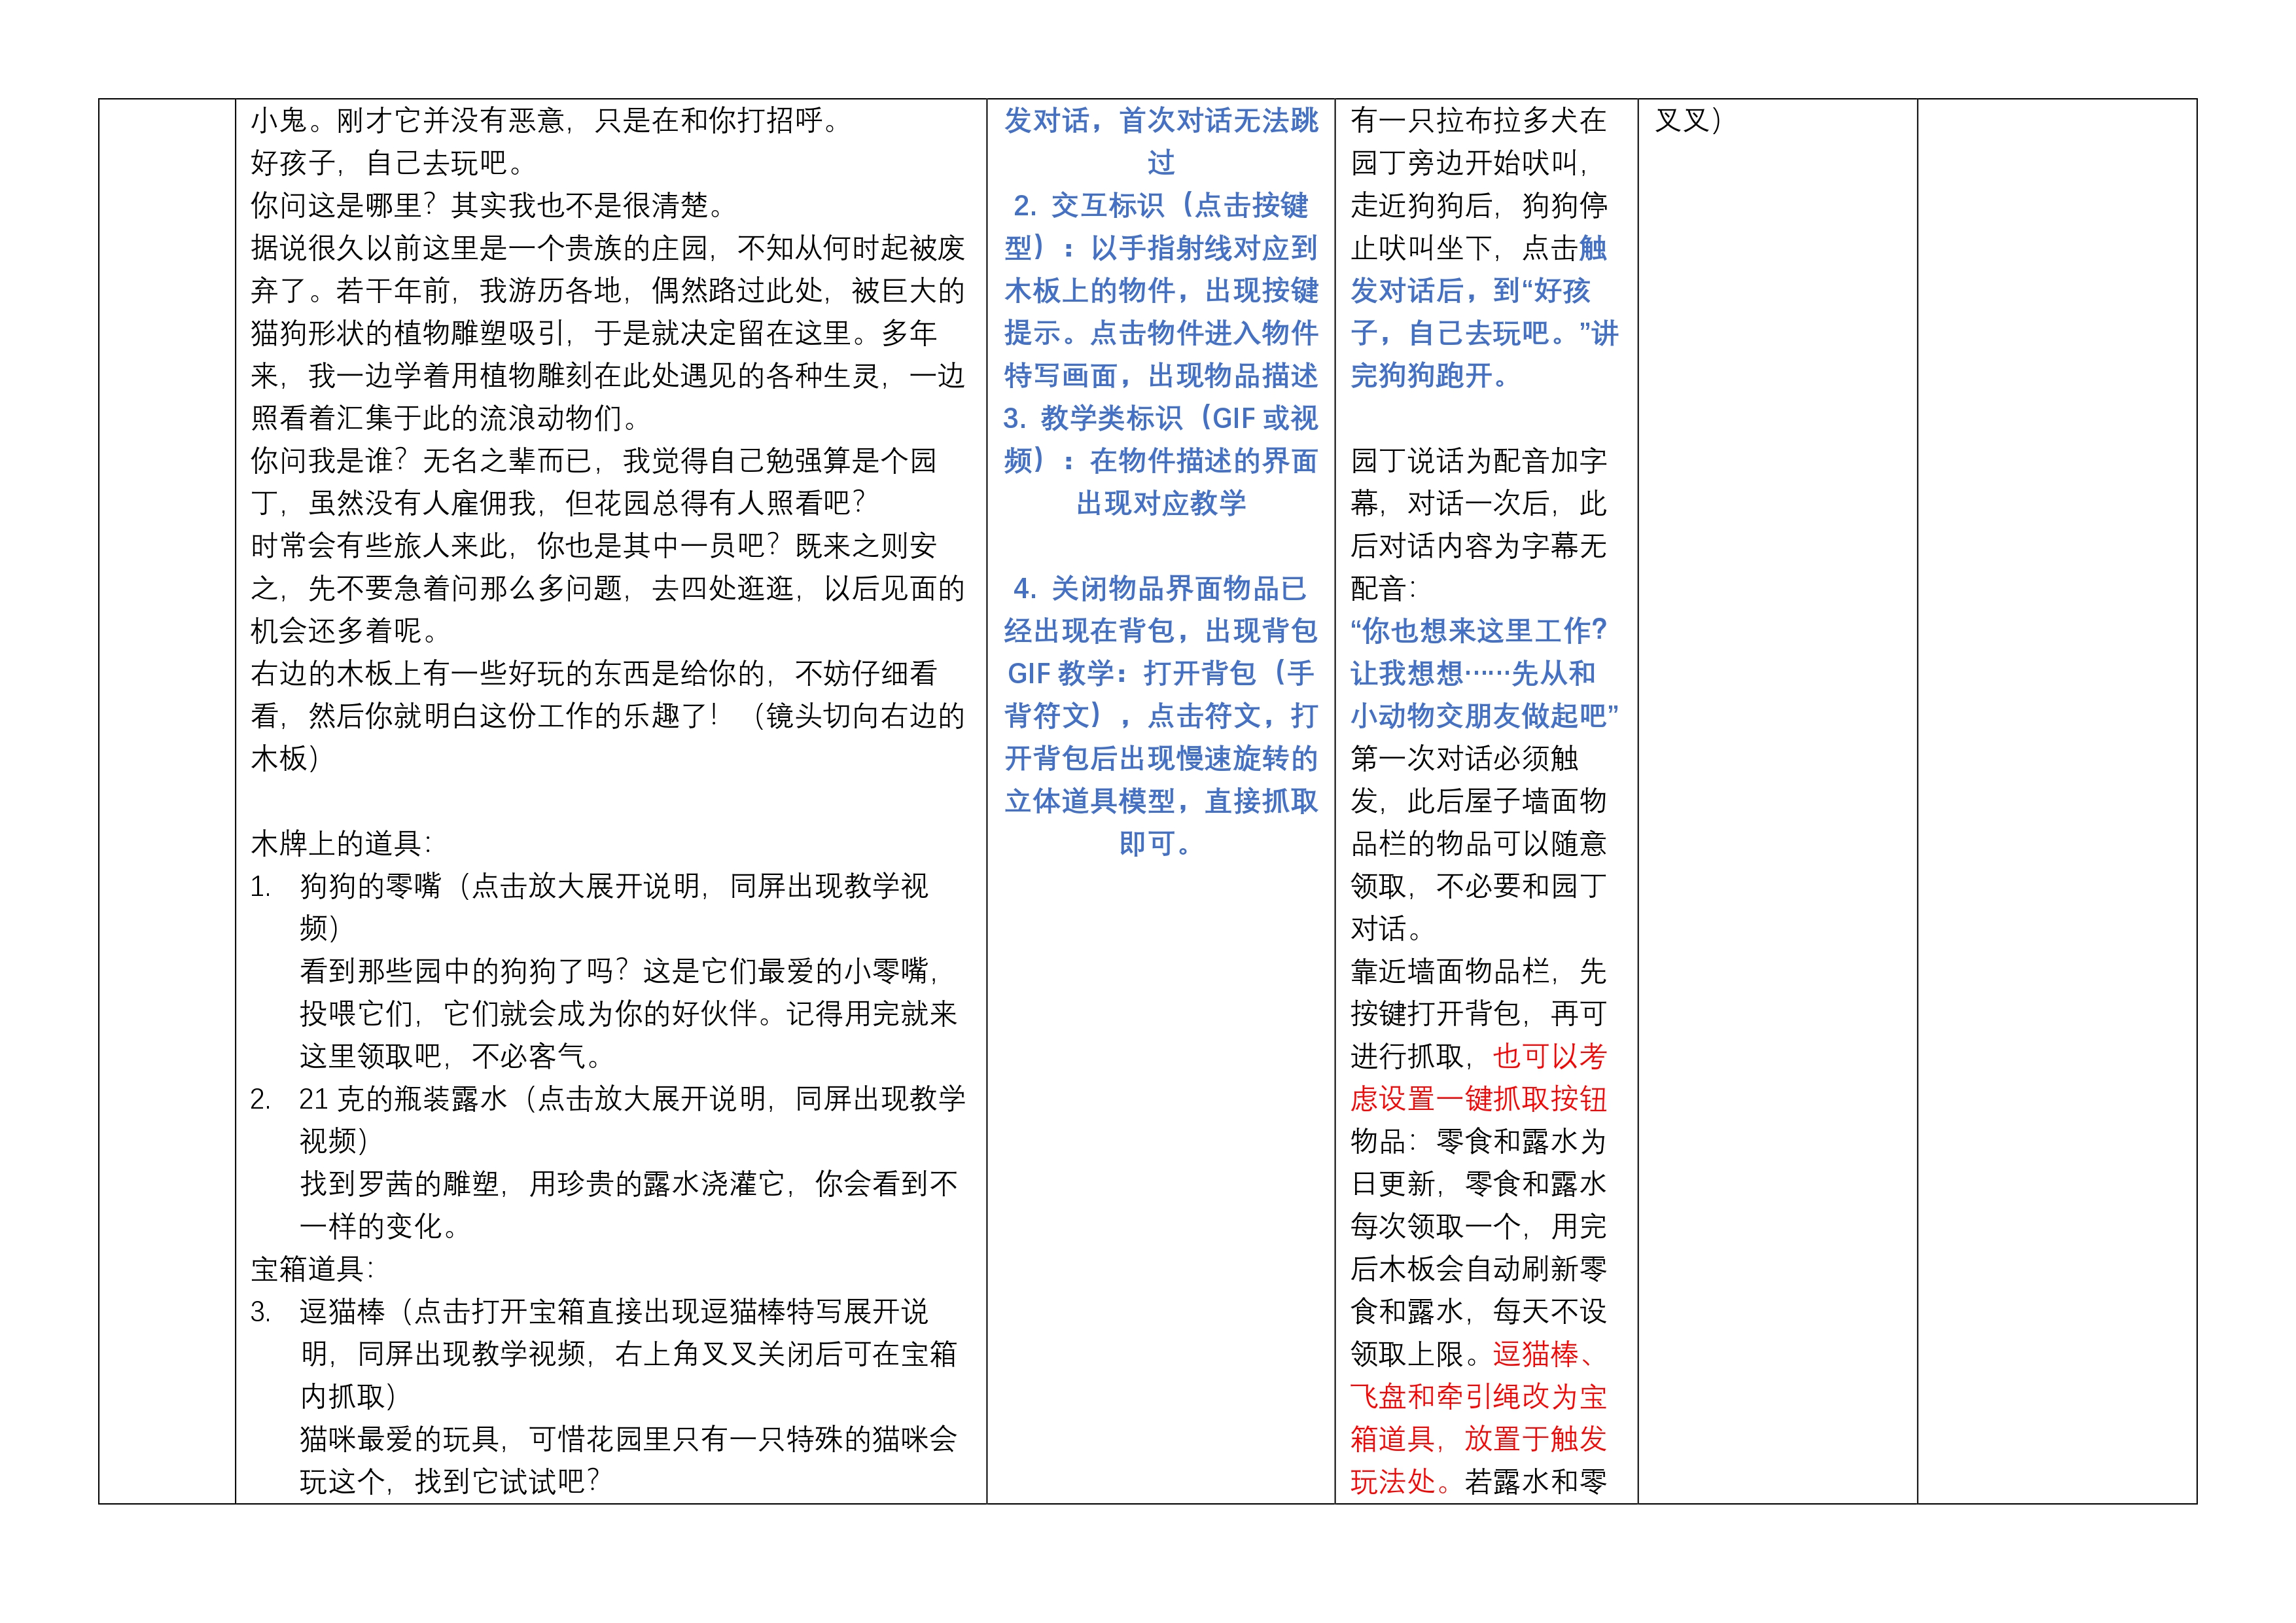 小鬼。刚才它并没有恶意，只是在和你打招呼。
好孩子，自己去玩吧。
你问这是哪里？其实我也不是很清楚。
据说很久以前这里是一个贵族的庄园，不知从何时起被废
弃了。若干年前，我游历各地，偶然路过此处，被巨大的
猫狗形状的植物雕塑吸引，于是就决定留在这里。多年
来，我一边学着用植物雕刻在此处遇见的各种生灵，一边
照看着汇集于此的流浪动物们。
你问我是谁？无名之辈而已，我觉得自己勉强算是个园
丁，虽然没有人雇佣我，但花园总得有人照看吧？
时常会有些旅人来此，你也是其中一员吧？既来之则安
之，先不要急着问那么多问题，去四处逛逛，以后见面的
机会还多着呢。
右边的木板上有一些好玩的东西是给你的，不妨仔细看
看，然后你就明白这份工作的乐趣了！（镜头切向右边的
木板）
木牌上的道具：
1. 狗狗的零嘴（点击放大展开说明，同屏出现教学视
频）
看到那些园中的狗狗了吗？这是它们最爱的小零嘴，
投喂它们，它们就会成为你的好伙伴。记得用完就来
这里领取吧，不必客气。
2. 21 克的瓶装露水（点击放大展开说明，同屏出现教学
视频）
找到罗茜的雕塑，用珍贵的露水浇灌它，你会看到不
一样的变化。
宝箱道具：
3. 逗猫棒（点击打开宝箱直接出现逗猫棒特写展开说
明，同屏出现教学视频，右上角叉叉关闭后可在宝箱
内抓取）
猫咪最爱的玩具，可惜花园里只有一只特殊的猫咪会
玩这个，找到它试试吧？
发对话，首次对话无法跳
过
2. 交互标识（点击按键
型）：以手指射线对应到
木板上的物件，出现按键
提示。点击物件进入物件
特写画面，出现物品描述
3. 教学类标识（GIF 或视
频）：在物件描述的界面
出现对应教学
4. 关闭物品界面物品已
经出现在背包，出现背包
GIF 教学：打开背包（手
背符文），点击符文，打
开背包后出现慢速旋转的
立体道具模型，直接抓取
即可。
有一只拉布拉多犬在
园丁旁边开始吠叫，
走近狗狗后，狗狗停
止吠叫坐下，点击触
发对话后，到“好孩
子，自己去玩吧。”讲
完狗狗跑开。
园丁说话为配音加字
幕，对话一次后，此
后对话内容为字幕无
配音：
“你也想来这里工作？
让我想想……先从和
小动物交朋友做起吧”
第一次对话必须触
发，此后屋子墙面物
品栏的物品可以随意
领取，不必要和园丁
对话。
靠近墙面物品栏，先
按键打开背包，再可
进行抓取，也可以考
虑设置一键抓取按钮
物品：零食和露水为
日更新，零食和露水
每次领取一个，用完
后木板会自动刷新零
食和露水，每天不设
领取上限。逗猫棒、
飞盘和牵引绳改为宝
箱道具，放置于触发
玩法处。若露水和零
叉叉）